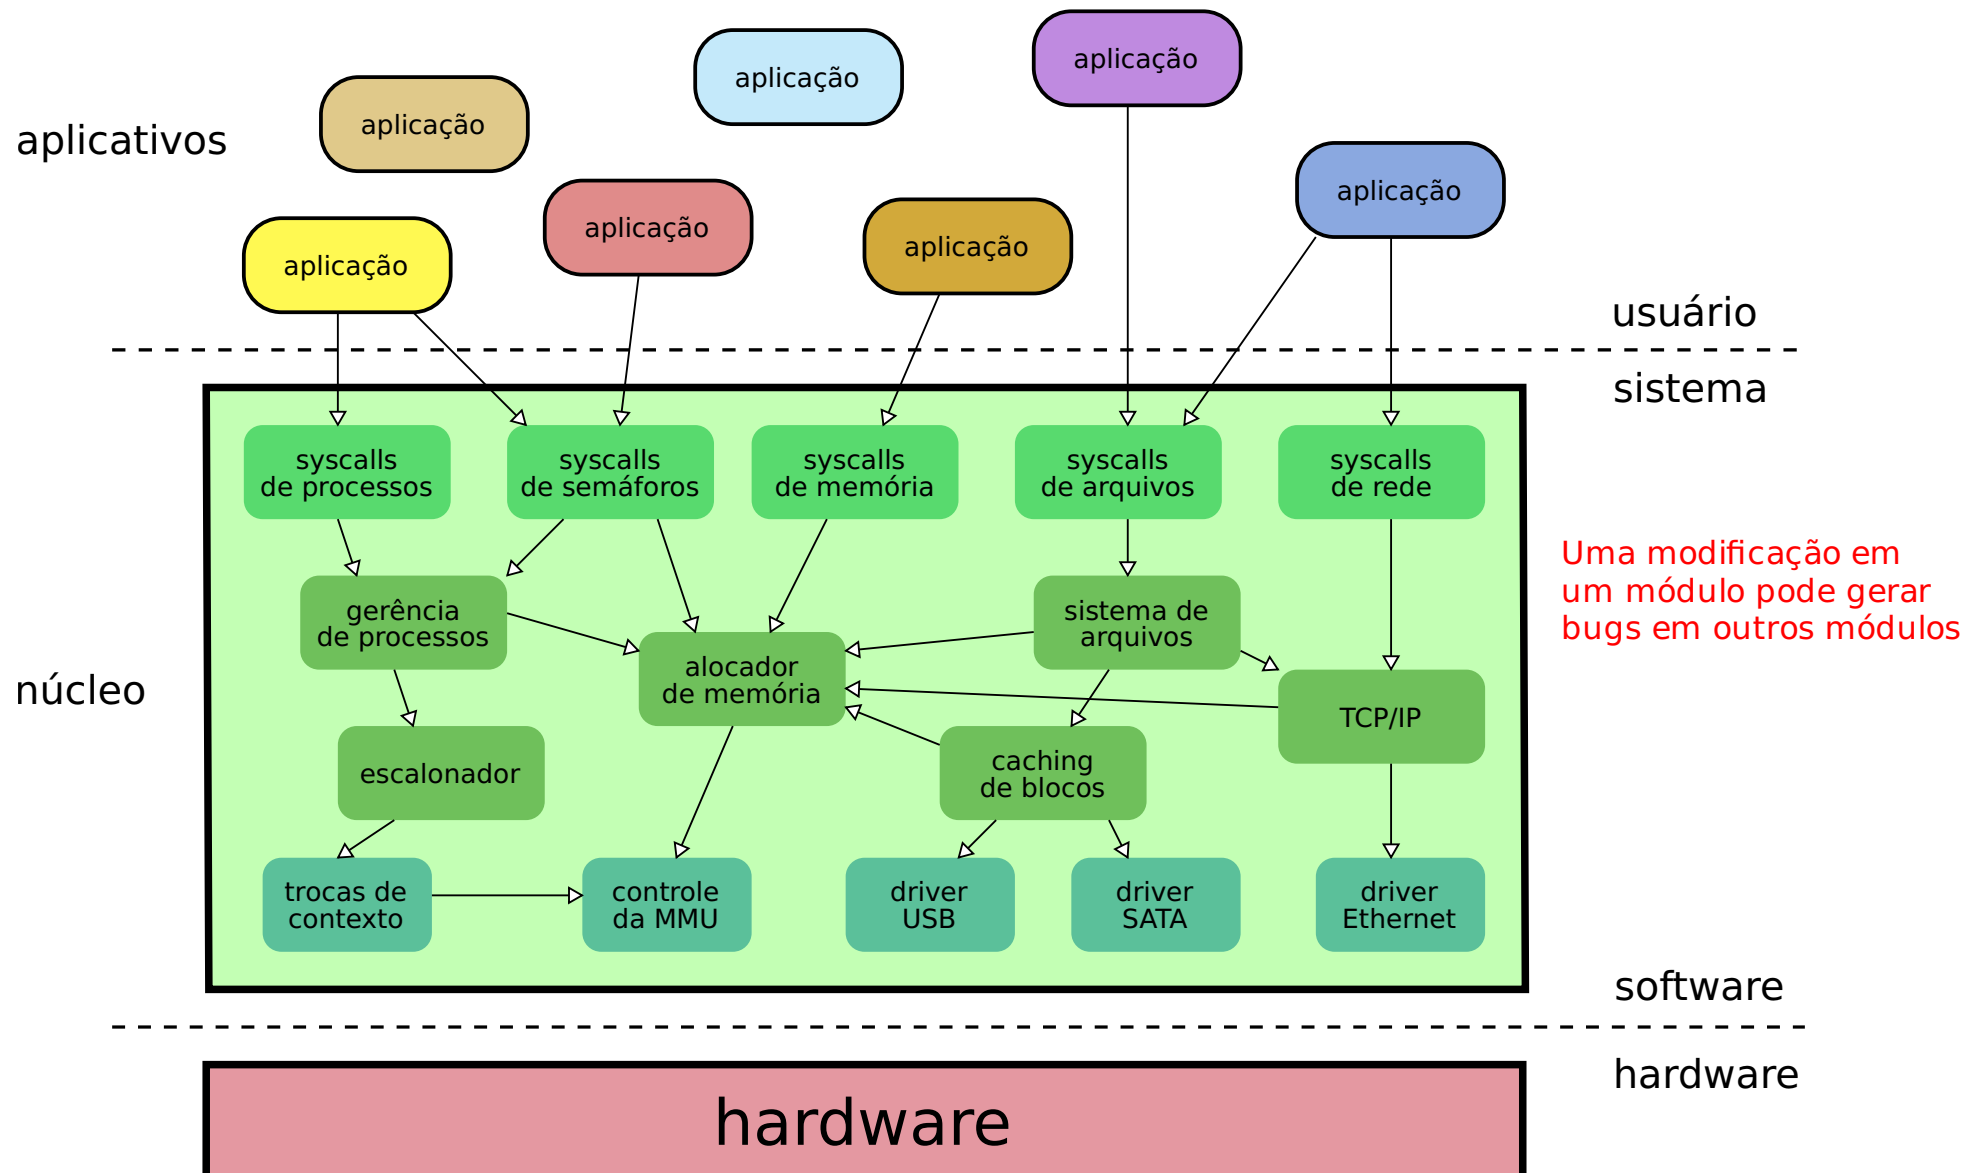 aplicação
aplicação
aplicação
aplicativos
aplicação
aplicação
aplicação
aplicação
usuário
sistema
syscalls
de processos
syscalls
de semáforos
syscalls
de memória
syscalls
de arquivos
syscalls
de rede
Uma modificação em
um módulo pode gerar
bugs em outros módulos
gerência
de processos
sistema de
arquivos
alocador
de memória
núcleo
TCP/IP
escalonador
caching
de blocos
trocas de
contexto
controle
da MMU
driver
USB
driver
SATA
driver
Ethernet
software
hardware
hardware